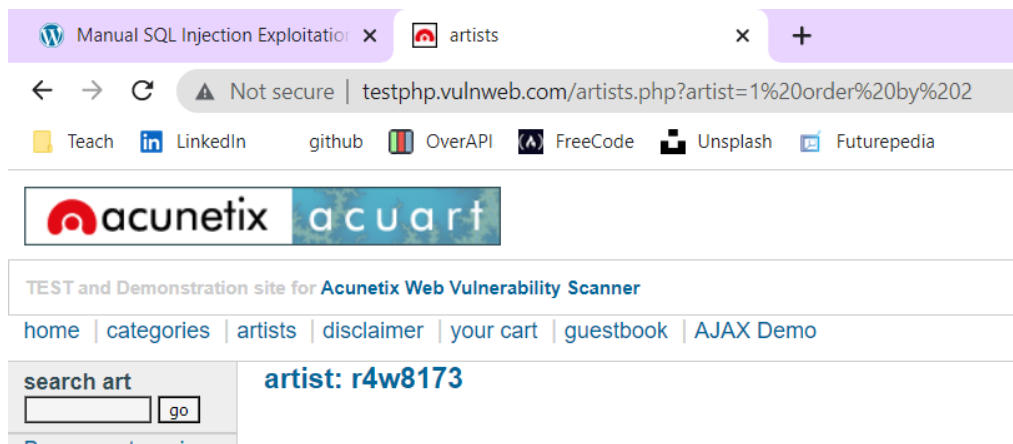 Manual SQL Injection Exploitation
artists
Not secure | testphp.vulnweb.com/artists.php?artist=1%20order%20by%202
Teach LinkedIn github OverAPI FreeCode Unsplash Futurepedia
acunetix acuart
TEST and Demonstration site for Acunetix Web Vulnerability Scanner
home | categories | artists | disclaimer | your cart | guestbook | AJAX Demo
search art
go
artist: r4w8173